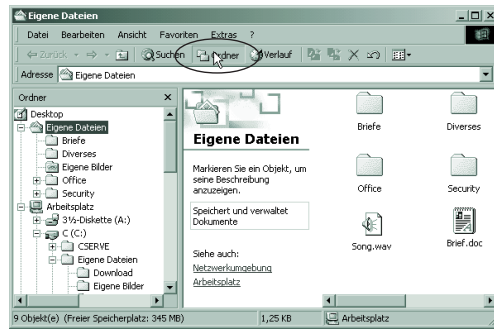 Eigene Dateien
Datei Bearbeiten Ansicht Favoriten Extras ?
Zurück Suchen Ordner Verlauf
Adresse Eigene Dateien
Ordner
Desktop
Eigene Dateien
Briefe
Diverses
Eigene Bilder
Office
Security
Arbeitsplatz
3½-Diskette (A:)
C (C:)
CSERVE
Eigene Dateien
Download
Eigene Bilder
Eigene Dateien
Markieren Sie ein Objekt, um
seine Beschreibung
anzuzeigen.
Speichert und verwaltet
Dokumente
Siehe auch:
Netzwerkumgebung
Arbeitsplatz
Briefe Diverses
Office Security
Song.wav Brief.doc
9 Objekt(e) (Freier Speicherplatz: 345 MB) 1,25 KB Arbeitsplatz